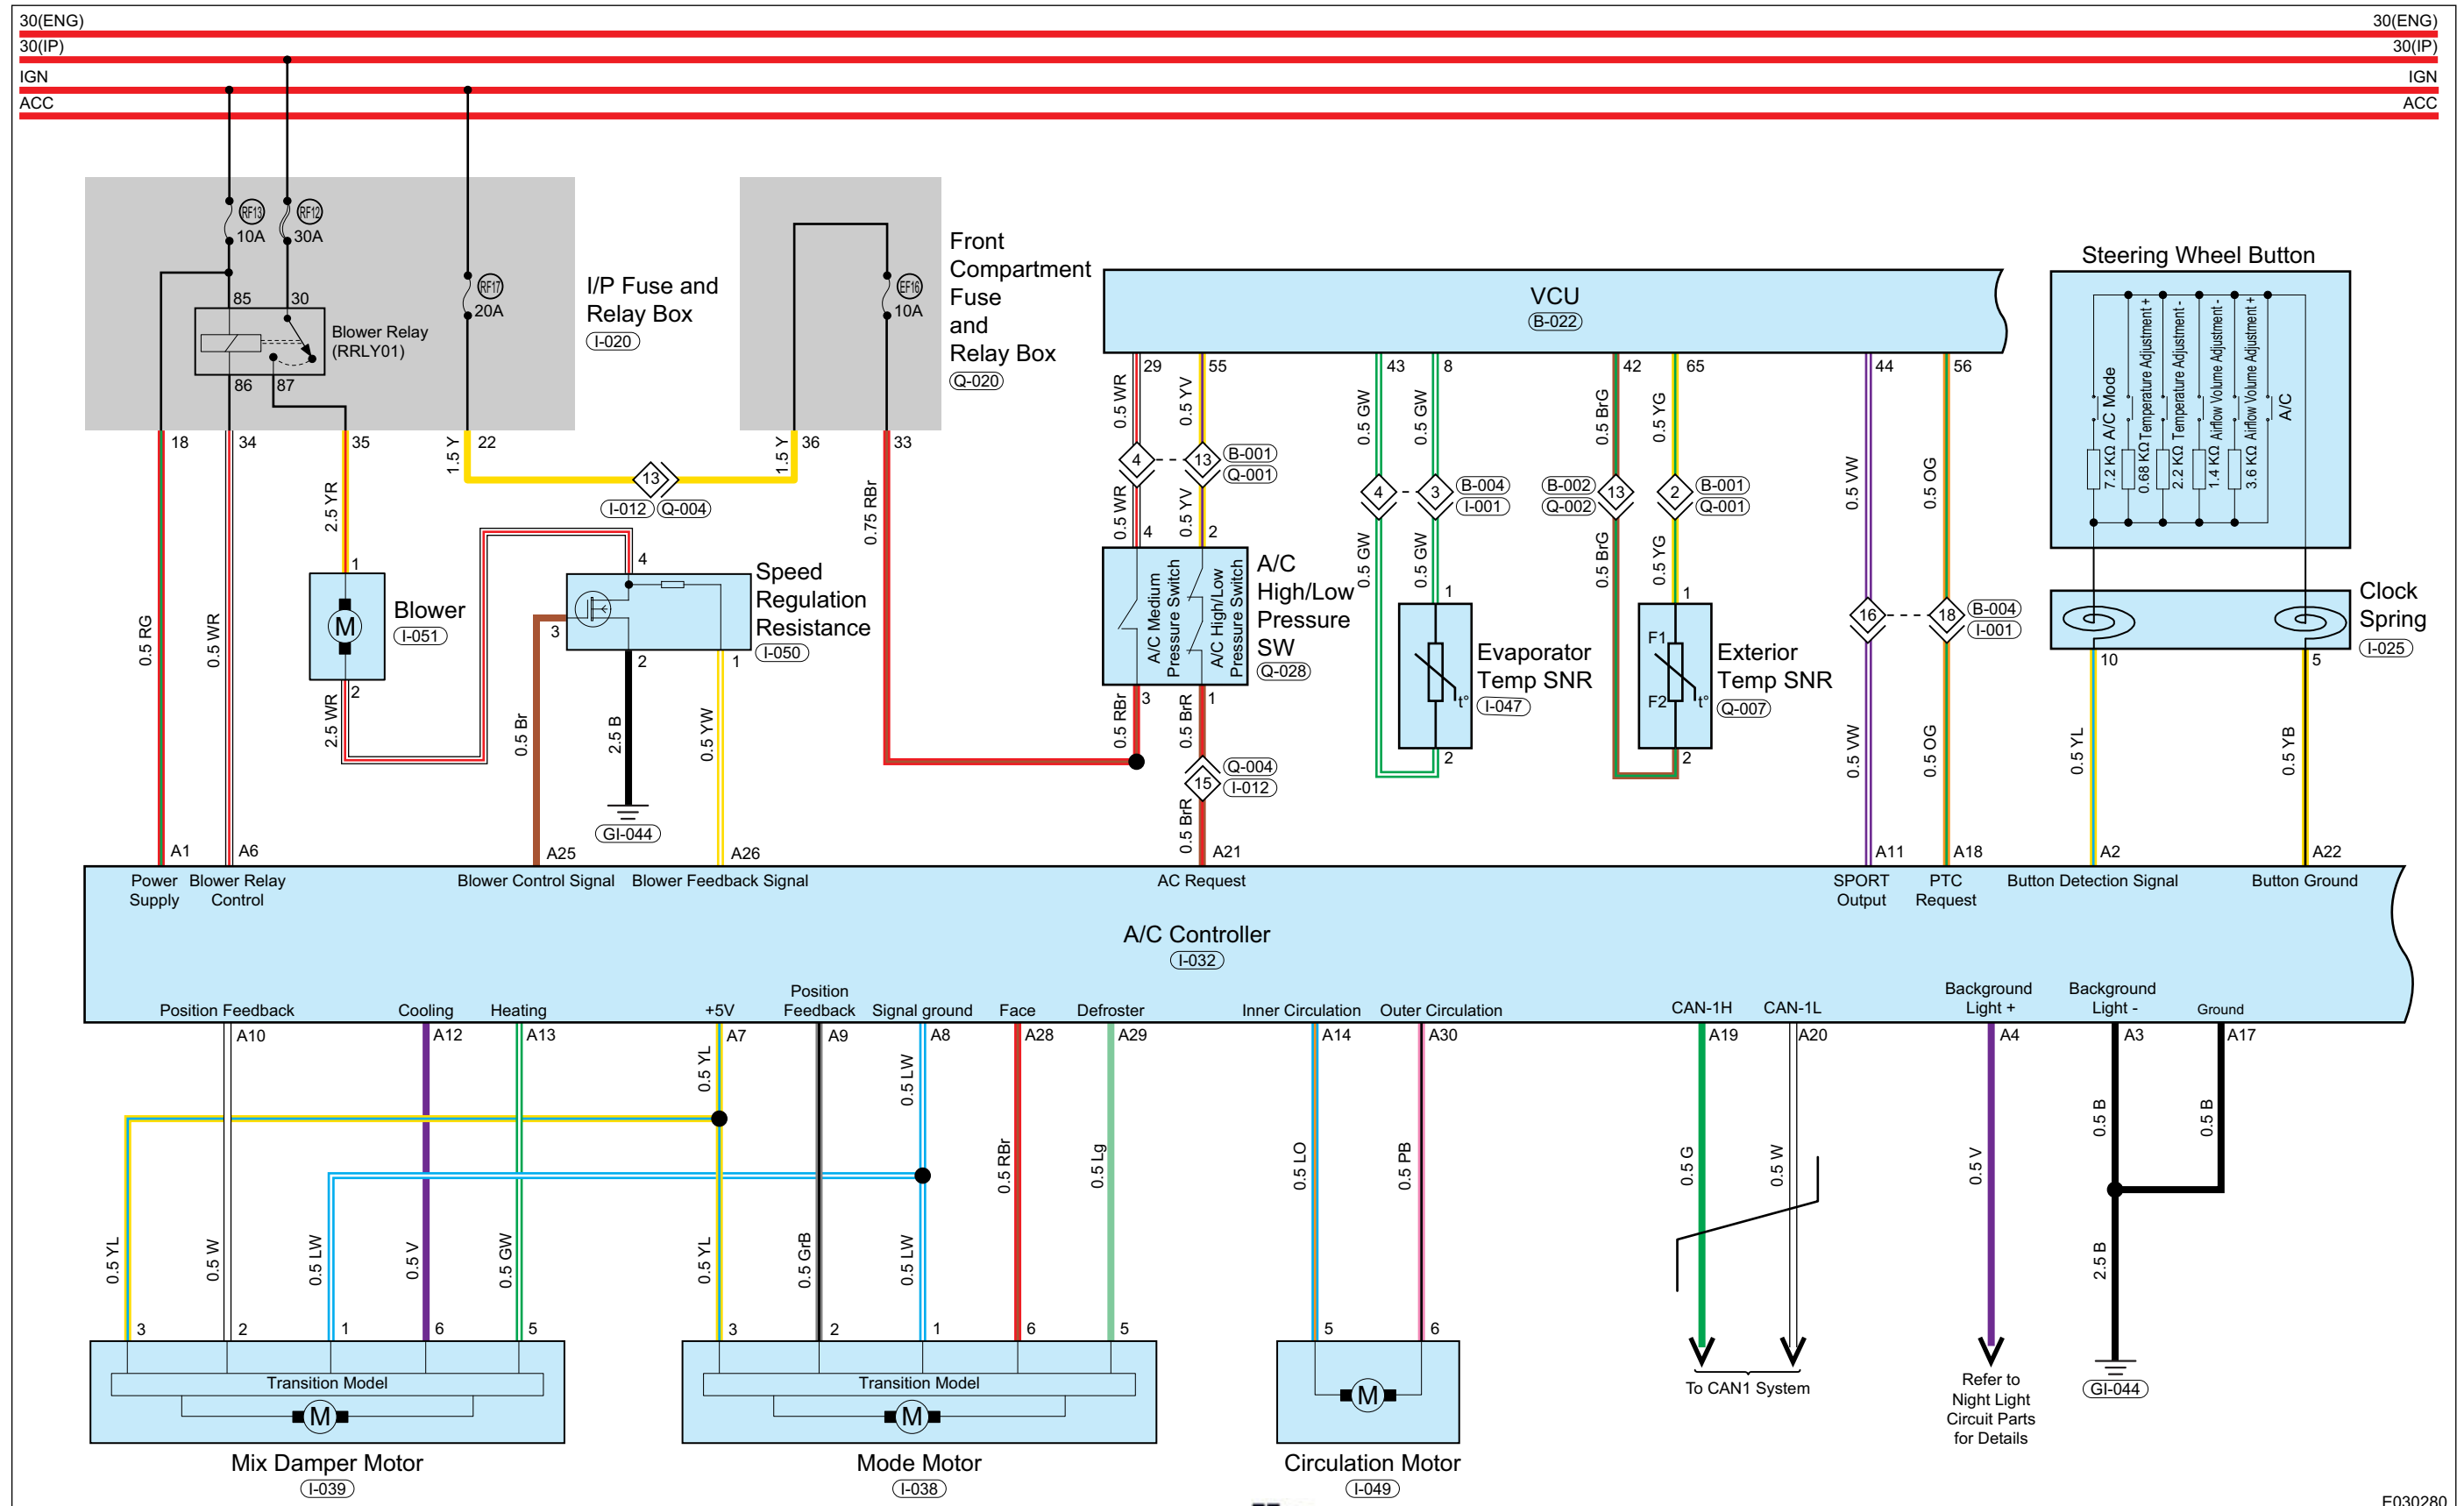 30(ENG) 30(ENG)
30(IP) 30(IP)
IGN IGN
ACC ACC
RF13
10A
RF12
30A
RF17
20A
85 30
Blower Relay
(RRLY01)
86 87
I/P Fuse and
Relay Box
I-020
EF16
10A
Front
Compartment
Fuse
and
Relay Box
Q-020
18 34 35 22 36 33
0.5 RG
0.5 WR
2.5 YR
1.5 Y
1.5 Y
0.75 RBr
13
I-012 Q-004
1
Blower
I-051
M
2
2.5 WR
4
Speed
Regulation
Resistance
I-050
3
2
1
0.5 Br
2.5 B
0.5 YW
GI-044
VCU
B-022
29 55 43 8 42 65 44 56
0.5 WR
0.5 YV
0.5 GW
0.5 GW
0.5 BrG
0.5 YG
4 13
B-001
Q-001
0.5 WR
0.5 YV
4 2
A/C Medium
Pressure Switch
A/C High/Low
Pressure Switch
A/C
High/Low
Pressure
SW
Q-028
3 1
0.5 RBr
0.5 BrR
15
Q-004
I-012
0.5 BrR
4 3
B-004
I-001
0.5 GW
0.5 GW
1
Evaporator
Temp SNR
I-047
t°
2
B-002
Q-002
13 2
B-001
Q-001
0.5 BrG
0.5 YG
1
F1
F2
t°
Exterior
Temp SNR
Q-007
2
0.5 VW
0.5 OG
16 18
B-004
I-001
0.5 VW
0.5 OG
Steering Wheel Button
7.2 KΩ A/C Mode
0.68 KΩ Temperature Adjustment +
2.2 KΩ Temperature Adjustment -
1.4 KΩ Airflow Volume Adjustment -
3.6 KΩ Airflow Volume Adjustment +
A/C
Clock
Spring
I-025
10 5
0.5 YL
0.5 YB
A1 A6 A25 A26 A21 A11 A18 A2 A22
Power
Supply
Blower Relay
Control
Blower Control Signal
Blower Feedback Signal
AC Request
SPORT
Output
PTC
Request
Button Detection Signal
Button Ground
A/C Controller
I-032
Position Feedback
Cooling
Heating
+5V
Position
Feedback
Signal ground
Face
Defroster
Inner Circulation
Outer Circulation
CAN-1H
CAN-1L
Background
Light +
Background
Light -
Ground
A10 A12 A13 A7 A9 A8 A28 A29 A14 A30 A19 A20 A4 A3 A17
0.5 YL
0.5 LW
0.5 RBr
0.5 Lg
0.5 LO
0.5 PB
0.5 G
0.5 W
0.5 V
0.5 B
0.5 B
0.5 YL
0.5 W
0.5 LW
0.5 V
0.5 GW
0.5 YL
0.5 GrB
0.5 LW
2.5 B
3 2 1 6 5
3 2 1 6 5
5 6
Transition Model
M
Mix Damper Motor
I-039
Transition Model
M
Mode Motor
I-038
M
Circulation Motor
I-049
To CAN1 System
Refer to
Night Light
Circuit Parts
for Details
GI-044
E030280